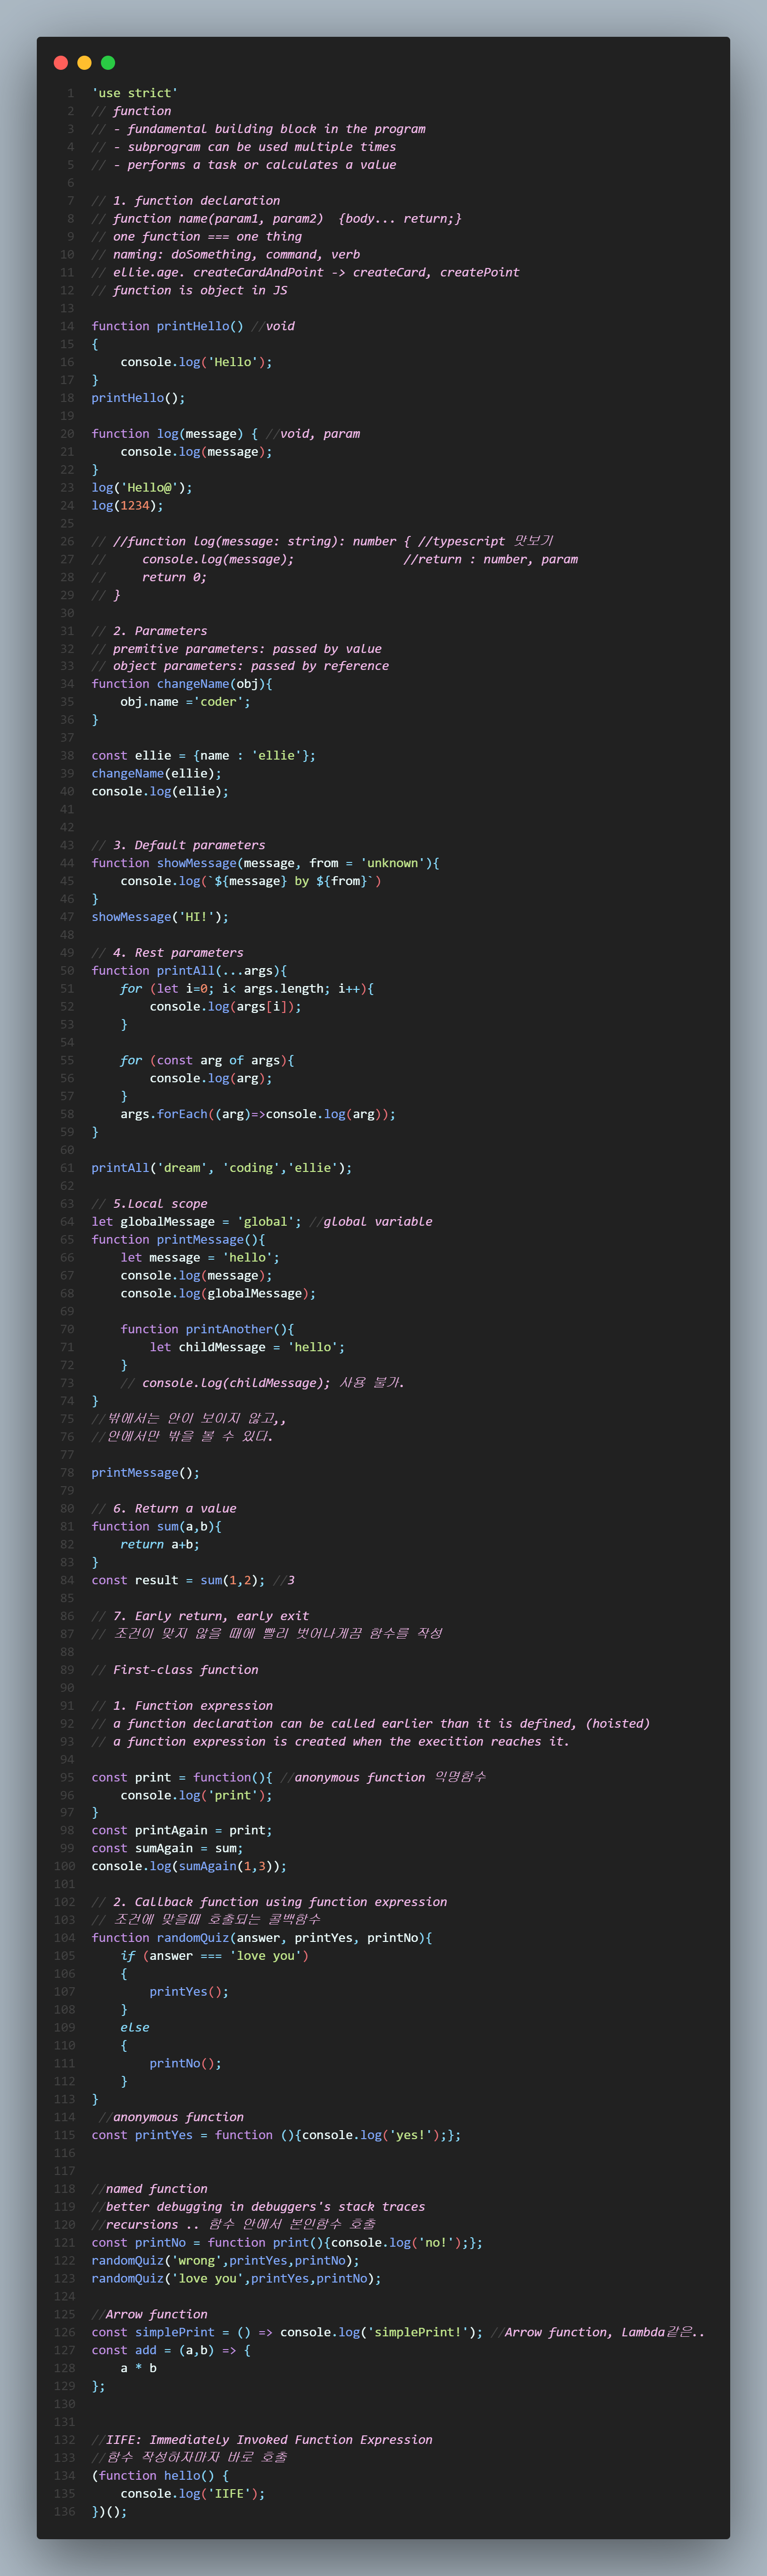 1 'use strict'
2 // function
3 // - fundamental building block in the program
4 // - subprogram can be used multiple times
5 // - performs a task or calculates a value
6
7 // 1. function declaration
8 // function name(param1, param2)  {body... return;}
9 // one function === one thing
10 // naming: doSomething, command, verb
11 // ellie.age. createCardAndPoint -> createCard, createPoint
12 // function is object in JS
13
14 function printHello() //void
15 {
16     console.log('Hello');
17 }
18 printHello();
19
20 function log(message) { //void, param
21     console.log(message);
22 }
23 log('Hello@');
24 log(1234);
25
26 // //function log(message: string): number { //typescript 맛보기
27 //     console.log(message);               //return : number, param
28 //     return 0;
29 // }
30
31 // 2. Parameters
32 // premitive parameters: passed by value
33 // object parameters: passed by reference
34 function changeName(obj){
35     obj.name ='coder';
36 }
37
38 const ellie = {name : 'ellie'};
39 changeName(ellie);
40 console.log(ellie);
41
42
43 // 3. Default parameters
44 function showMessage(message, from = 'unknown'){
45     console.log(`${message} by ${from}`)
46 }
47 showMessage('HI!');
48
49 // 4. Rest parameters
50 function printAll(...args){
51     for (let i=0; i< args.length; i++){
52         console.log(args[i]);
53     }
54
55     for (const arg of args){
56         console.log(arg);
57     }
58     args.forEach((arg)=>console.log(arg));
59 }
60
61 printAll('dream', 'coding','ellie');
62
63 // 5.Local scope
64 let globalMessage = 'global'; //global variable
65 function printMessage(){
66     let message = 'hello';
67     console.log(message);
68     console.log(globalMessage);
69
70     function printAnother(){
71         let childMessage = 'hello';
72     }
73     // console.log(childMessage); 사용 불가.
74 }
75 //밖에서는 안이 보이지 않고,,
76 //안에서만 밖을 볼 수 있다.
77
78 printMessage();
79
80 // 6. Return a value
81 function sum(a,b){
82     return a+b;
83 }
84 const result = sum(1,2); //3
85
86 // 7. Early return, early exit
87 // 조건이 맞지 않을 때에 빨리 벗어나게끔 함수를 작성
88
89 // First-class function
90
91 // 1. Function expression
92 // a function declaration can be called earlier than it is defined, (hoisted)
93 // a function expression is created when the execition reaches it.
94
95 const print = function(){ //anonymous function 익명함수
96     console.log('print');
97 }
98 const printAgain = print;
99 const sumAgain = sum;
100 console.log(sumAgain(1,3));
101
102 // 2. Callback function using function expression
103 // 조건에 맞을때 호출되는 콜백함수
104 function randomQuiz(answer, printYes, printNo){
105     if (answer === 'love you')
106     {
107         printYes();
108     }
109     else
110     {
111         printNo();
112     }
113 }
114  //anonymous function
115 const printYes = function (){console.log('yes!');};
116
117
118 //named function
119 //better debugging in debuggers's stack traces
120 //recursions .. 함수 안에서 본인함수 호출
121 const printNo = function print(){console.log('no!');};
122 randomQuiz('wrong',printYes,printNo);
123 randomQuiz('love you',printYes,printNo);
124
125 //Arrow function
126 const simplePrint = () => console.log('simplePrint!'); //Arrow function, Lambda같은..
127 const add = (a,b) => {
128     a * b
129 };
130
131
132 //IIFE: Immediately Invoked Function Expression
133 //함수 작성하자마자 바로 호출
134 (function hello() {
135     console.log('IIFE');
136 })();